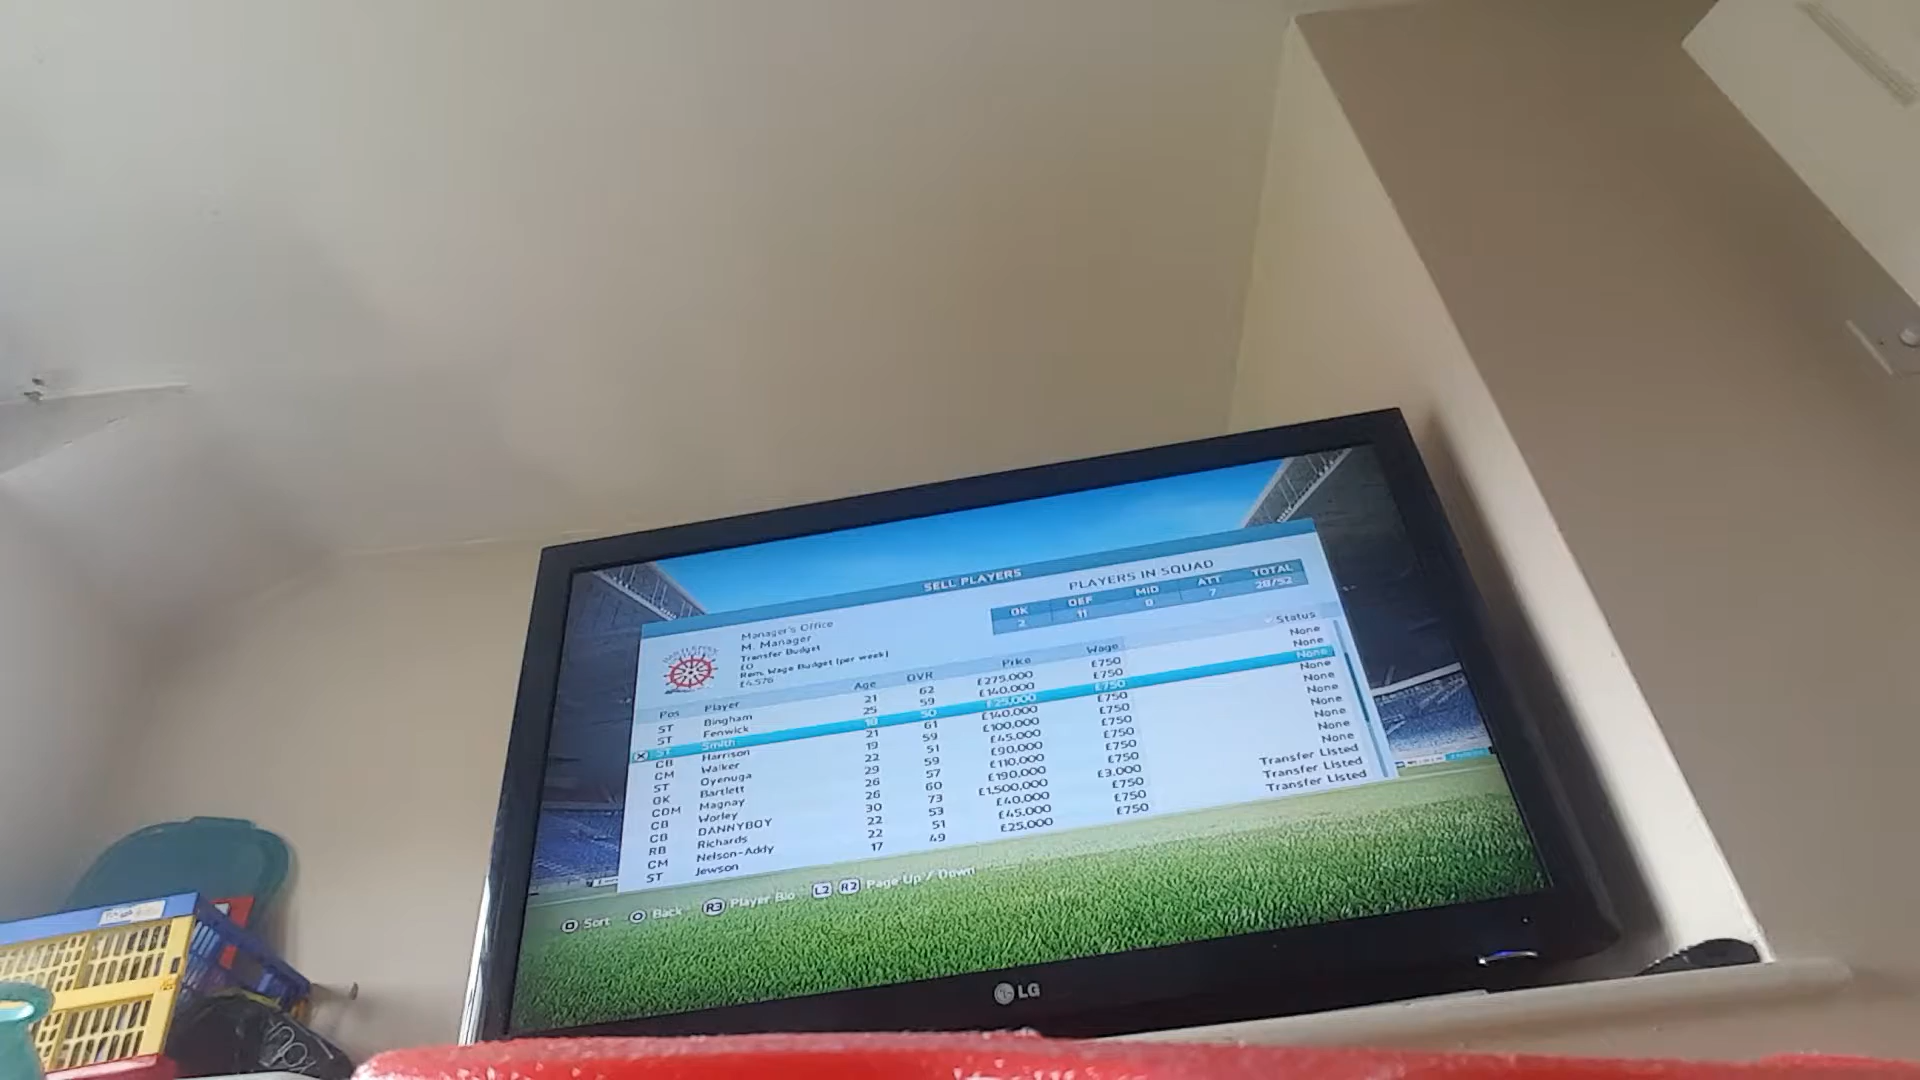 SELL PLAYERS
Manager's Office
M. Manager
Transfer Budget
£0
Rem. Wage Budget (per week)
£4,576
PLAYERS IN SQUAD
GK DEF MID ATT TOTAL
2 11 8 7 28/52
Pos Player Age OVR Price Wage Status
ST Bingham 21 62 £275,000 £750 None
ST Fenwick 25 59 £140,000 £750 None
ST Smith 18 50 £25,000 £750 None
CB Harrison 21 61 £140,000 £750 None
CM Walker 19 59 £100,000 £750 None
ST Oyenuga 22 51 £45,000 £750 None
GK Bartlett 29 59 £90,000 £750 None
CDM Magnay 26 57 £110,000 £750 None
CB Worley 26 60 £190,000 £750 None
CB DANNYBOY 30 73 £1,500,000 £3,000 None
RB Richards 22 53 £40,000 £750 Transfer Listed
CM Nelson-Addy 22 51 £45,000 £750 Transfer Listed
ST Jewson 17 49 £25,000 £750 Transfer Listed
Sort Back R3 Player Bio L2 R2 Page Up / Down
LG